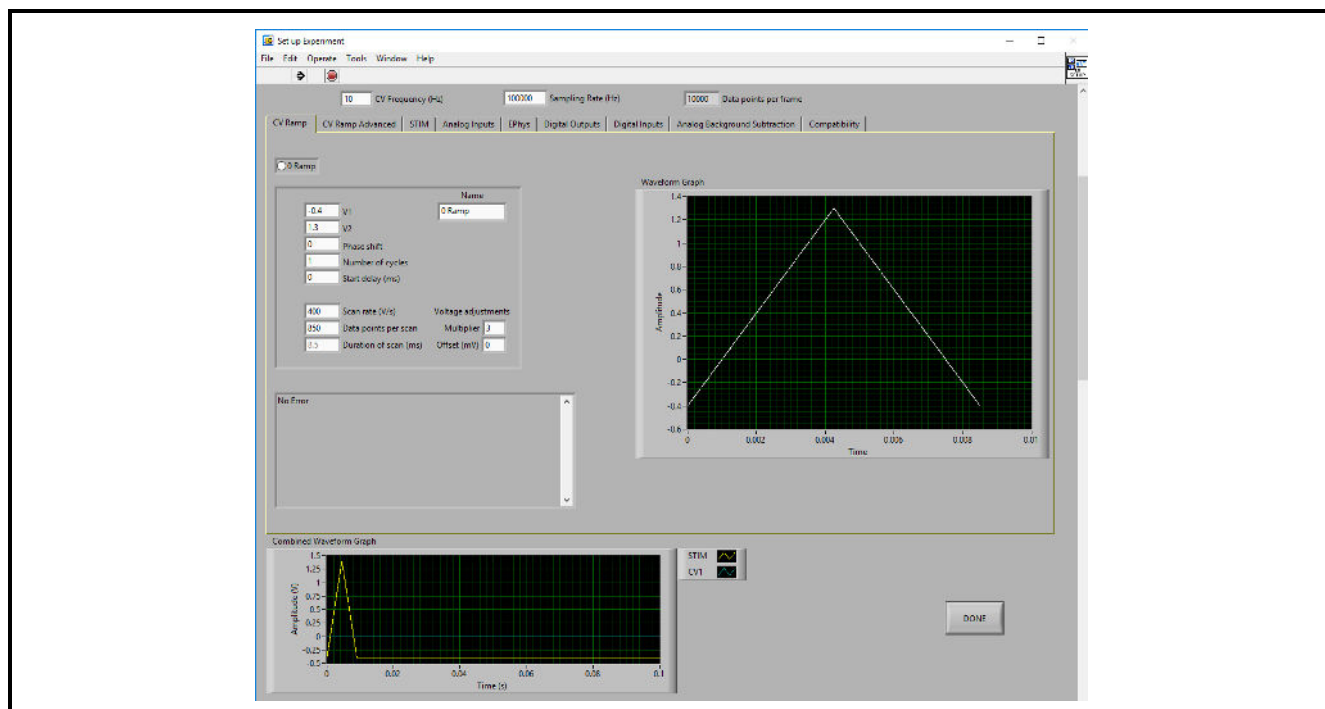 Set up Experiment
File Edit Operate Tools Window Help
10 CV Frequency (Hz) 100000 Sampling Rate (Hz) 10000 Data points per frame
CV Ramp CV Ramp Advanced STIM Analog Inputs EPhys Digital Outputs Digital Inputs Analog Background Subtraction Compatibility
0 Ramp
Name
-0.4 V1 0 Ramp
1.3 V2
0 Phase shift
1 Number of cycles
0 Start delay (ms)
400 Scan rate (V/s) Voltage adjustments
850 Data points per scan Multiplier 3
8.5 Duration of scan (ms) Offset (mV) 0
No Error
Waveform Graph
1.4
1.2
1
0.8
0.6
0.4
0.2
0
-0.2
-0.4
-0.6
Amplitude
0 0.002 0.004 0.006 0.008 0.01
Time
Combined Waveform Graph
1.5
1.25
1
0.75
0.5
0.25
0
-0.25
-0.5
Amplitude (V)
0 0.02 0.04 0.06 0.08 0.1
Time (s)
STIM
CV1
DONE